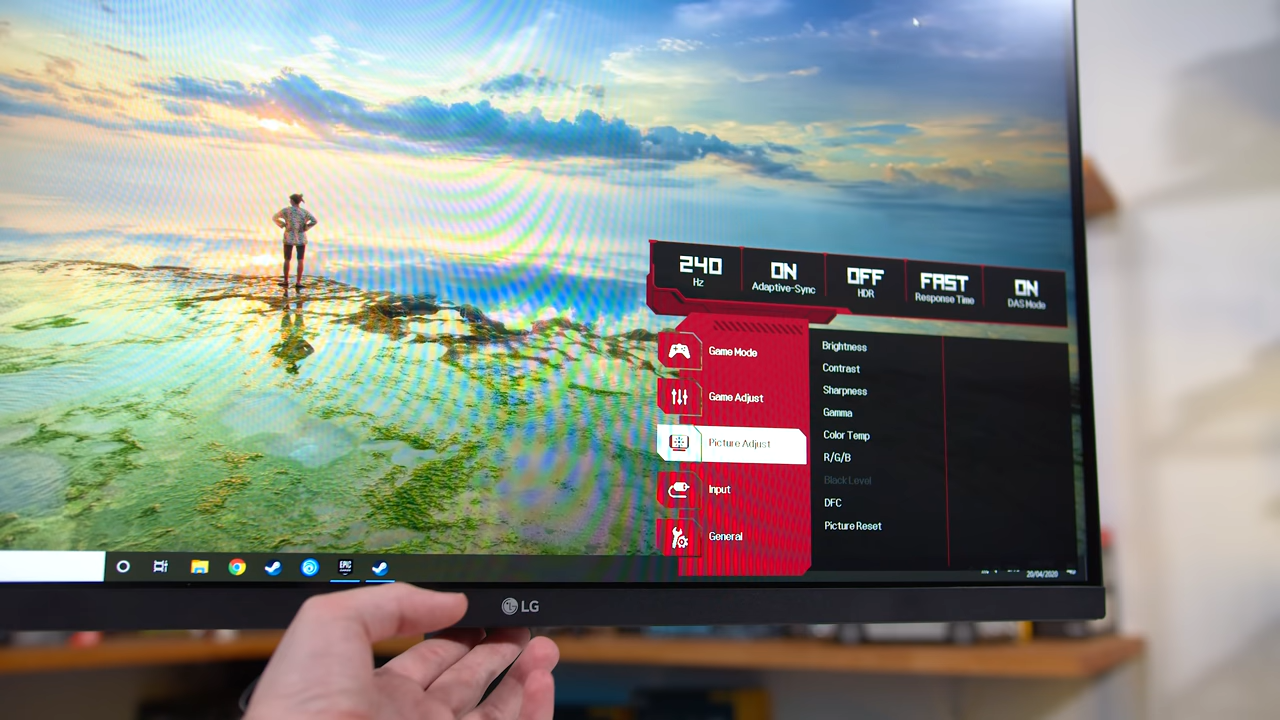 240
Hz
ON
Adaptive-Sync
OFF
HDR
FAST
Response Time
ON
DAS Mode
Game Mode
Game Adjust
Picture Adjust
Input
General
Brightness
Contrast
Sharpness
Gamma
Color Temp
R/G/B
Black Level
DFC
Picture Reset
EPIC
20/04/2020
LG